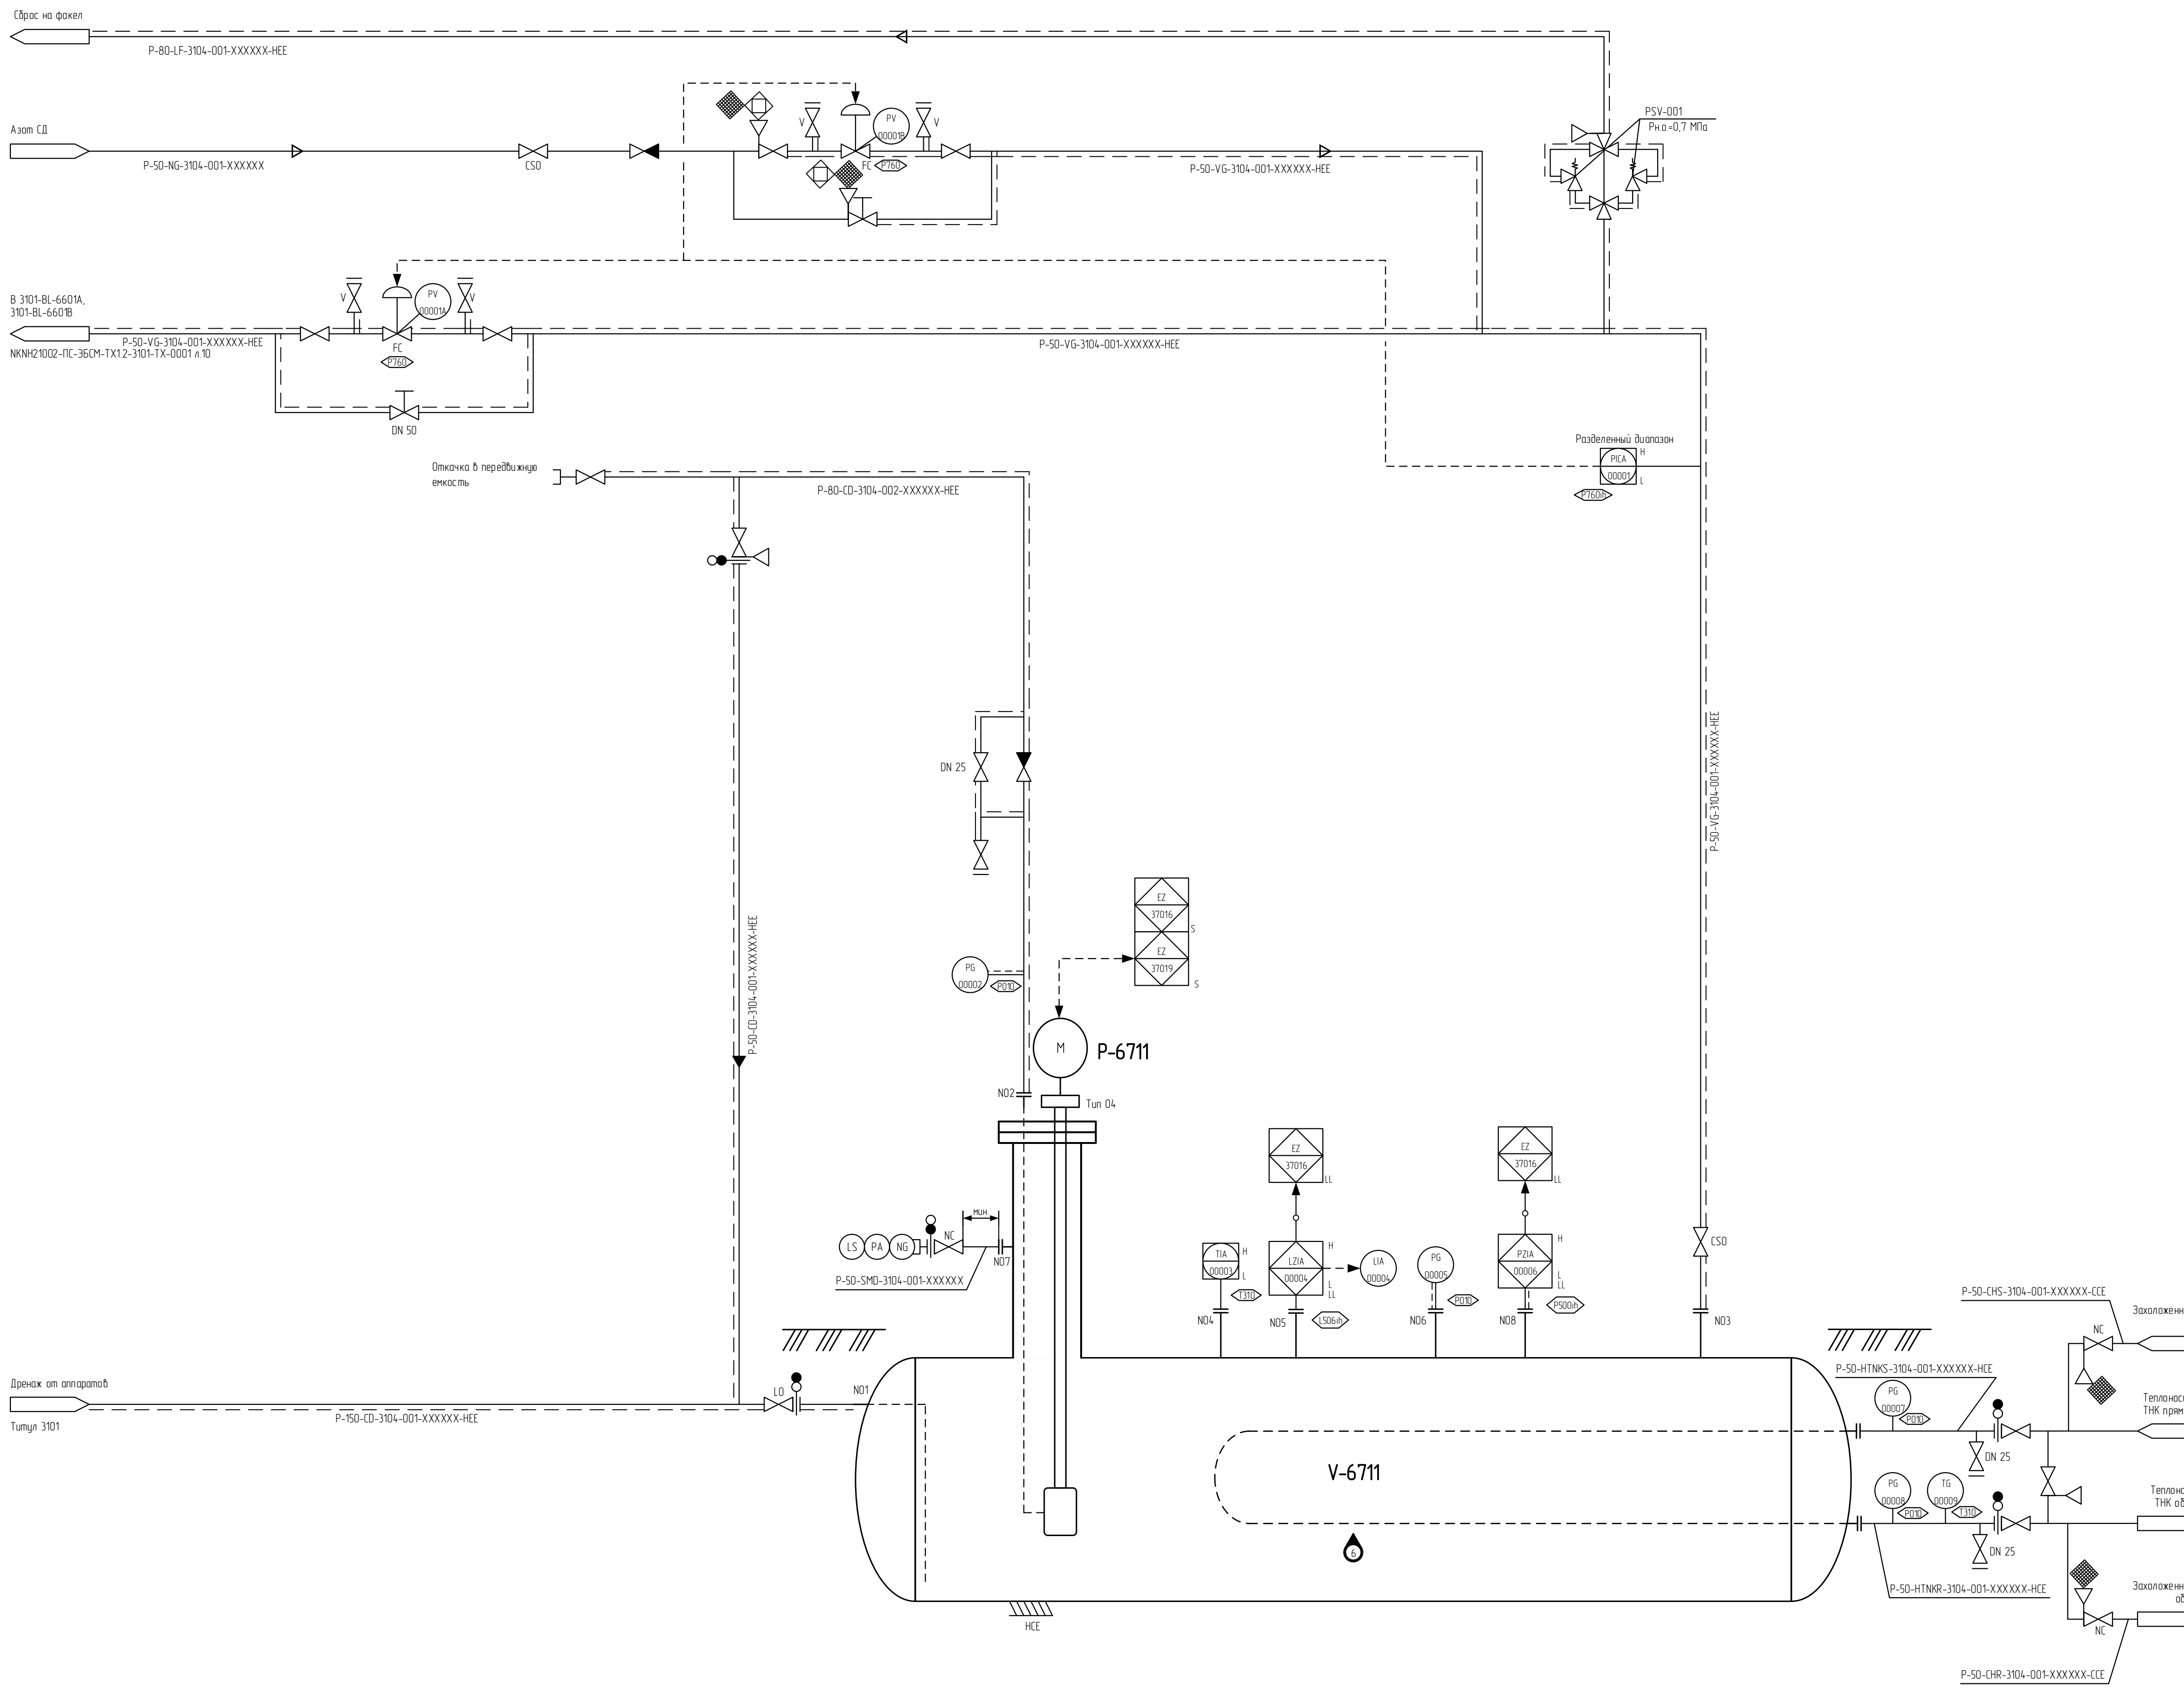 Сброс на факел
P-80-LF-3104-001-XXXXXX-HEE
PSV-001
Рн.о.=0,7 МПа
Азот СД
P-50-NG-3104-001-XXXXXX
CSO
V
PV
00001B
V
FC
P760
P-50-VG-3104-001-XXXXXX-HEE
В 3101-BL-6601A,
3101-BL-6601B
P-50-VG-3104-001-XXXXXX-HEE
NKNH21002-ПС-ЭБСМ-ТХ1.2-3101-ТХ-0001 л.10
V
PV
00001A
V
FC
P760
DN 50
P-50-VG-3104-001-XXXXXX-HEE
Разделенный диапазон
PICA
00001
H
L
P760ih
Откачка в передвижную
емкость
P-80-CD-3104-002-XXXXXX-HEE
DN 25
P-50-VG-3104-001-XXXXXX-HEE
P-50-CD-3104-001-XXXXXX-HEE
EZ
37016
S
EZ
37019
S
PG
00002
P010
M
P-6711
N02
Тип 04
LS
PA
NG
NC
мин.
N07
P-50-SMD-3104-001-XXXXXX
EZ
37016
LL
EZ
37016
LL
TIA
00003
H
L
T310
N04
LZIA
00004
H
L
LL
LIA
00004
L506ih
N05
PG
00005
P010
N06
PZIA
00006
H
L
LL
P500ih
N08
CSO
N03
Дренаж от аппаратов
Титул 3101
P-150-CD-3104-001-XXXXXX-HEE
LO
N01
V-6711
6
HCE
P-50-CHS-3104-001-XXXXXX-CCE
NC
P-50-HTNKS-3104-001-XXXXXX-HCE
PG
00007
P010
DN 25
PG
00008
P010
TG
00009
T310
DN 25
P-50-HTNKR-3104-001-XXXXXX-HCE
NC
P-50-CHR-3104-001-XXXXXX-CCE